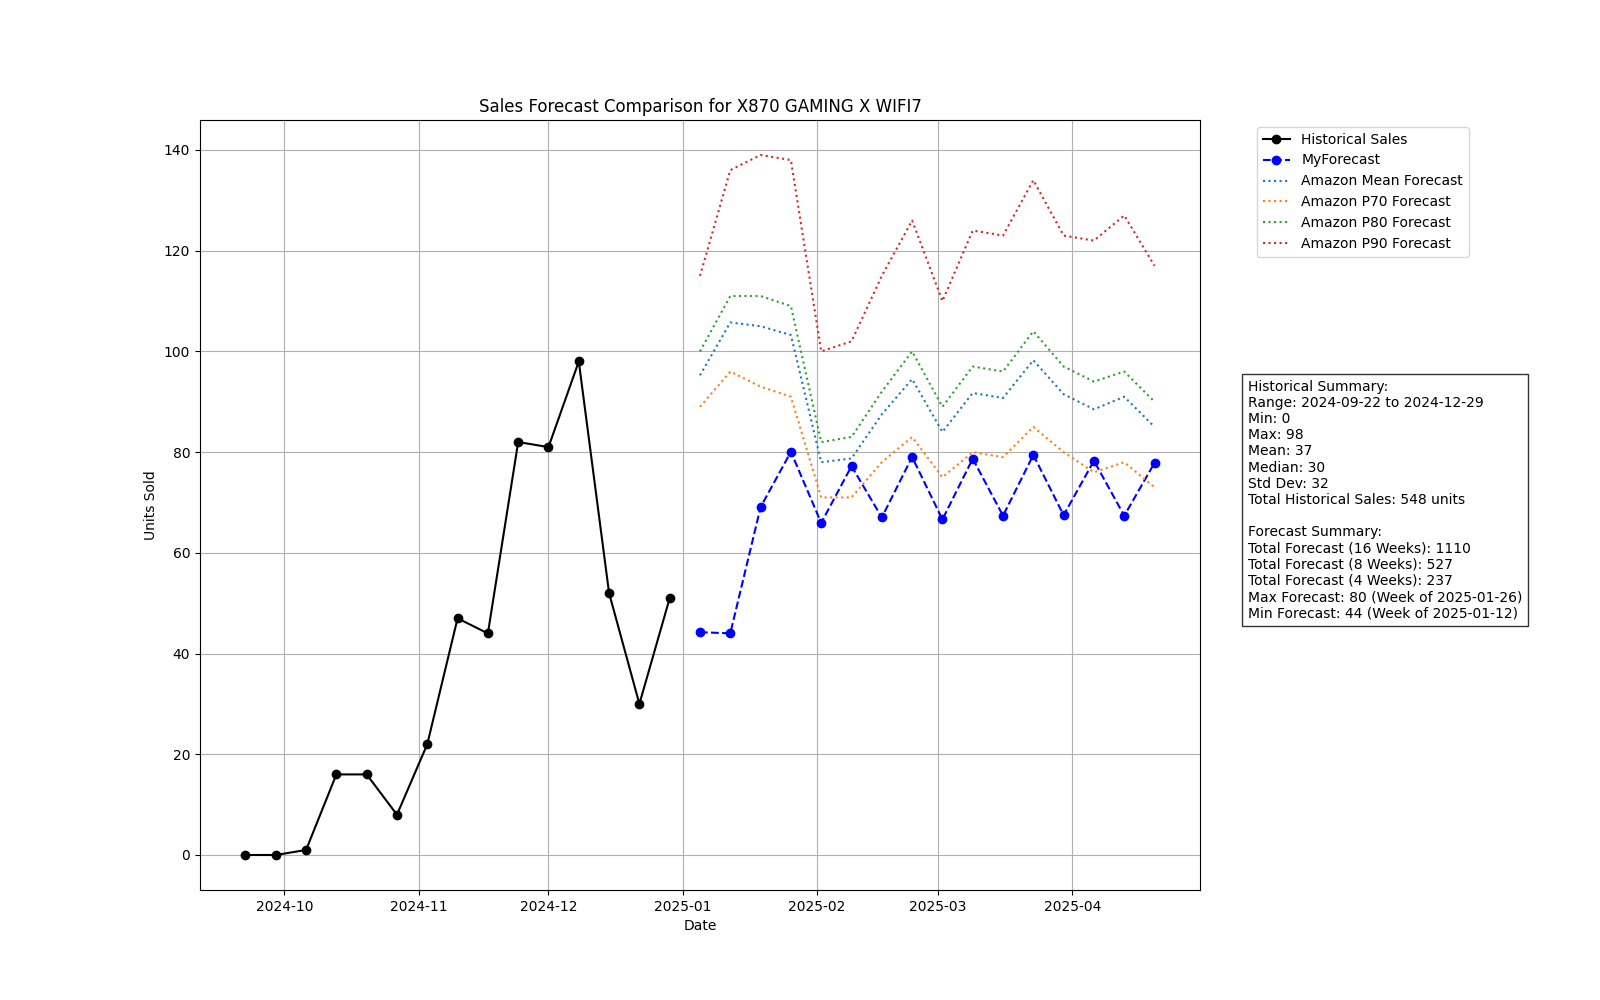 Sales Forecast Comparison for X870 GAMING X WIFI7
Units Sold
140
120
100
80
60
40
20
0
2024-10
2024-11
2024-12
2025-01
2025-02
2025-03
2025-04
Date
Historical Sales
MyForecast
Amazon Mean Forecast
Amazon P70 Forecast
Amazon P80 Forecast
Amazon P90 Forecast
Historical Summary:
Range: 2024-09-22 to 2024-12-29
Min: 0
Max: 98
Mean: 37
Median: 30
Std Dev: 32
Total Historical Sales: 548 units
Forecast Summary:
Total Forecast (16 Weeks): 1110
Total Forecast (8 Weeks): 527
Total Forecast (4 Weeks): 237
Max Forecast: 80 (Week of 2025-01-26)
Min Forecast: 44 (Week of 2025-01-12)